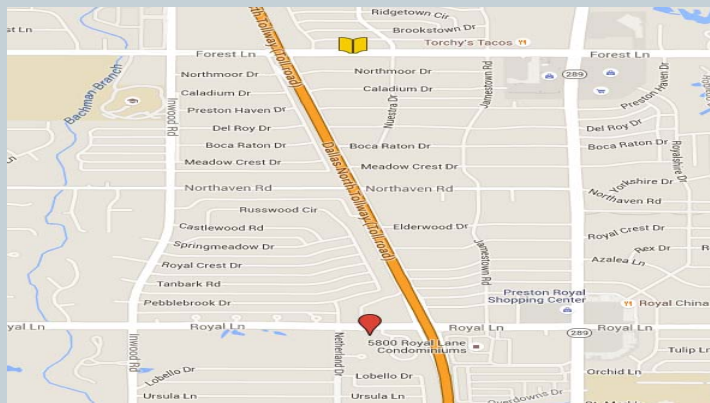 Ridgetown Cir
Brookstown Dr
st Ln
Torchy's Tacos
Forest Ln
Forest Ln
Northmoor Dr
Northmoor Dr
289
Caladium Dr
Caladium Dr
Preston Haven Dr
Preston Haven Dr
Bachman Branch
Inwood Rd
Nuestra Dr
Jamestown Rd
Del Roy Dr
Del Roy Dr
Boca Raton Dr
Boca Raton Dr
Boca Raton Dr
Meadow Crest Dr
Meadow Crest Dr
Dallas North Tollway (Toll road)
th Tollway (Toll road)
Royalshire Dr
Northaven Rd
Northaven Rd
Yorkshire Dr
Northaven Rd
Russwood Cir
Castlewood Rd
Elderwood Dr
Royal Crest Dr
Springmeadow Dr
Rex Dr
Jamestown Rd
Azalea Ln
Royal Crest Dr
Tanbark Rd
Preston Royal
Shopping Center
Pebblebrook Dr
Royal China
yal Ln
Royal Ln
Royal Ln
289
Royal Ln
Inwood Rd
Netherland Dr
5800 Royal Lane
Condominiums
Tulip Ln
Lobello Dr
Lobello Dr
Orchid Ln
Ursula Ln
Ursula Ln